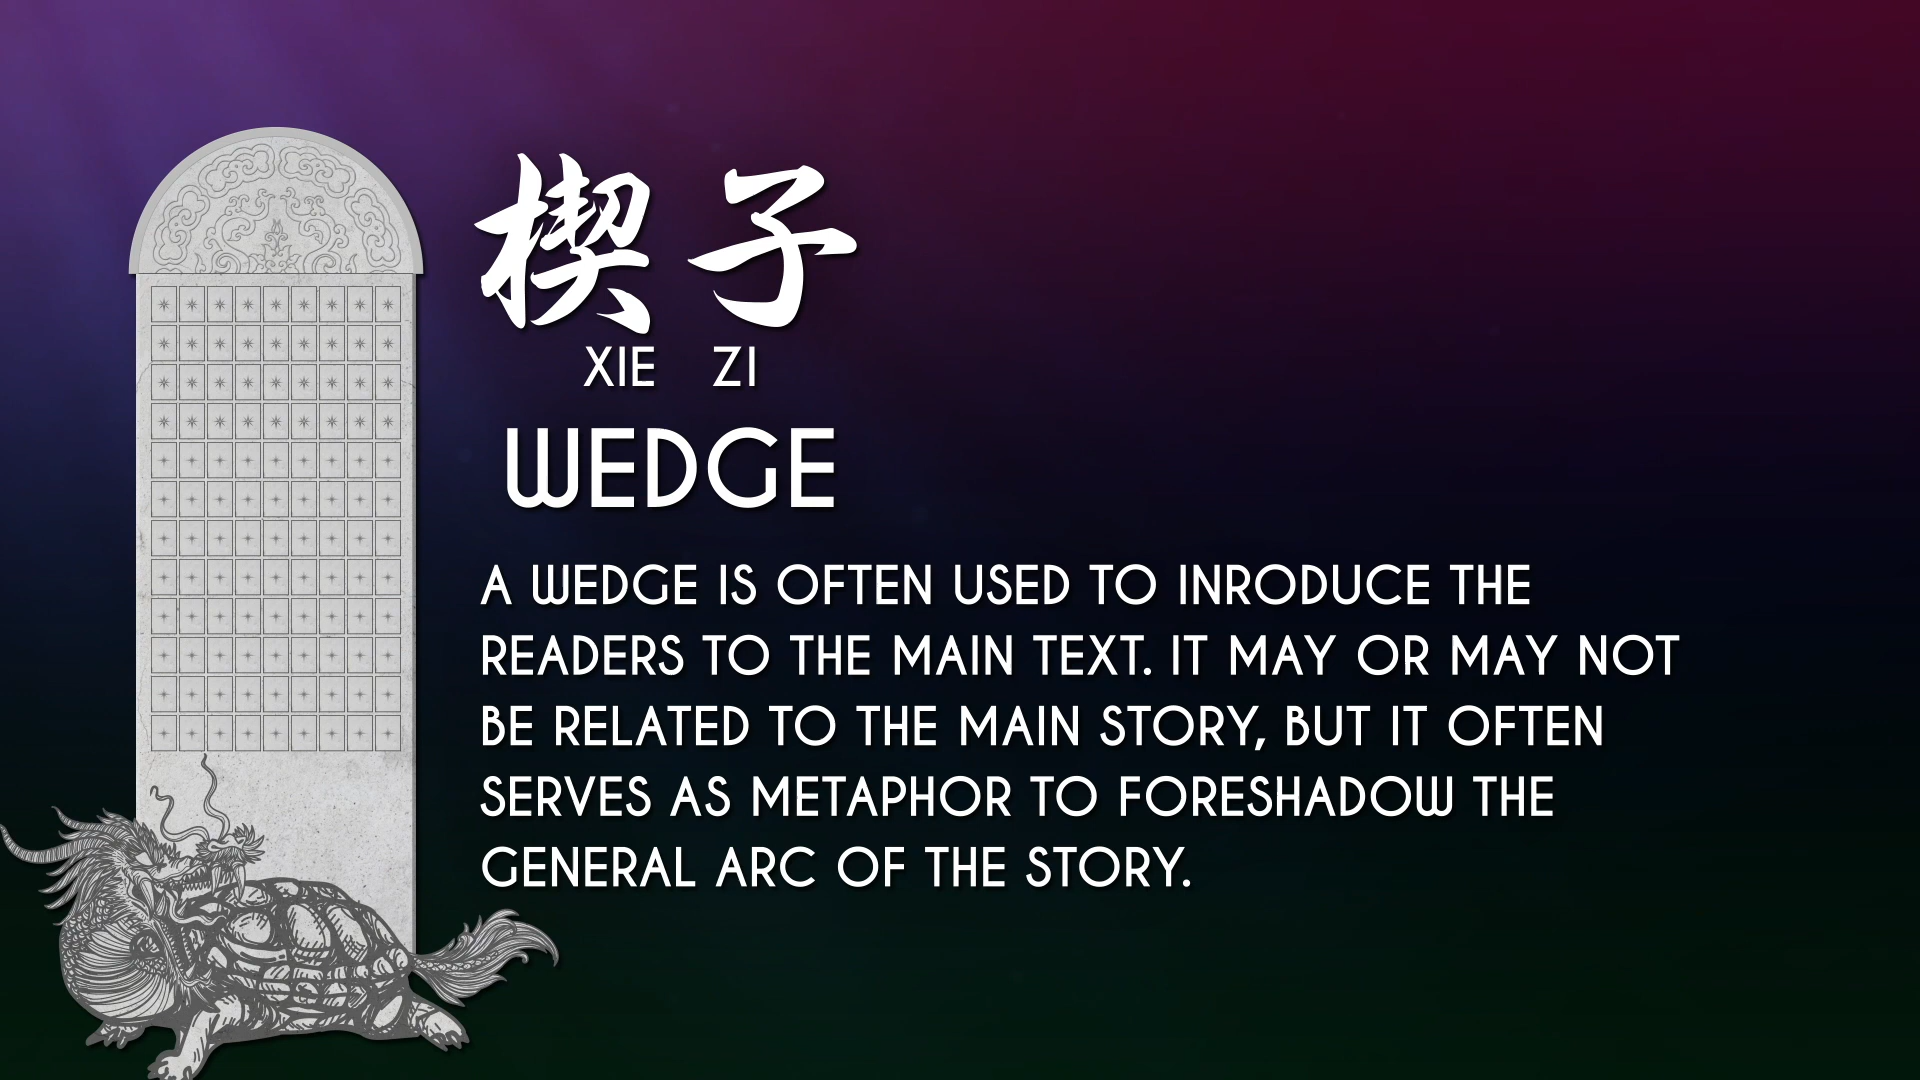 楔子
XIE ZI
WEDGE
A WEDGE IS OFTEN USED TO INRODUCE THE
READERS TO THE MAIN TEXT. IT MAY OR MAY NOT
BE RELATED TO THE MAIN STORY, BUT IT OFTEN
SERVES AS METAPHOR TO FORESHADOW THE
GENERAL ARC OF THE STORY.